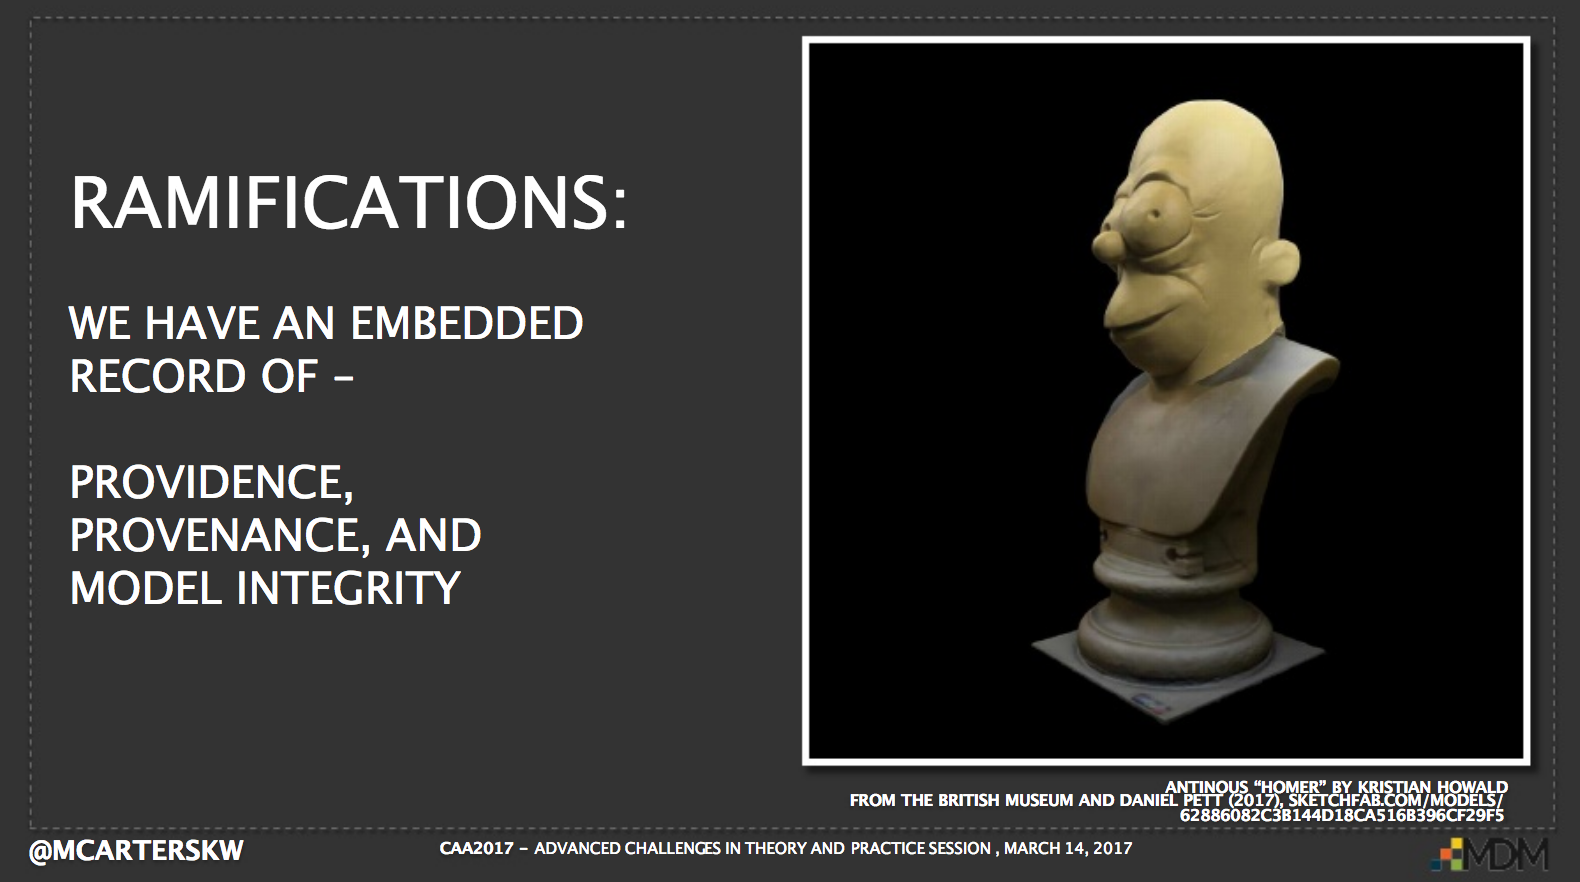 RAMIFICATIONS:
WE HAVE AN EMBEDDED
RECORD OF –
PROVIDENCE,
PROVENANCE, AND
MODEL INTEGRITY
ANTINOUS “HOMER” BY KRISTIAN HOWALD
FROM THE BRITISH MUSEUM AND DANIEL PETT (2017), SKETCHFAB.COM/MODELS/
62886082C3B144D18CA516B396CF29F5
@MCARTERSKW
CAA2017 – ADVANCED CHALLENGES IN THEORY AND PRACTICE SESSION , MARCH 14, 2017
MDM